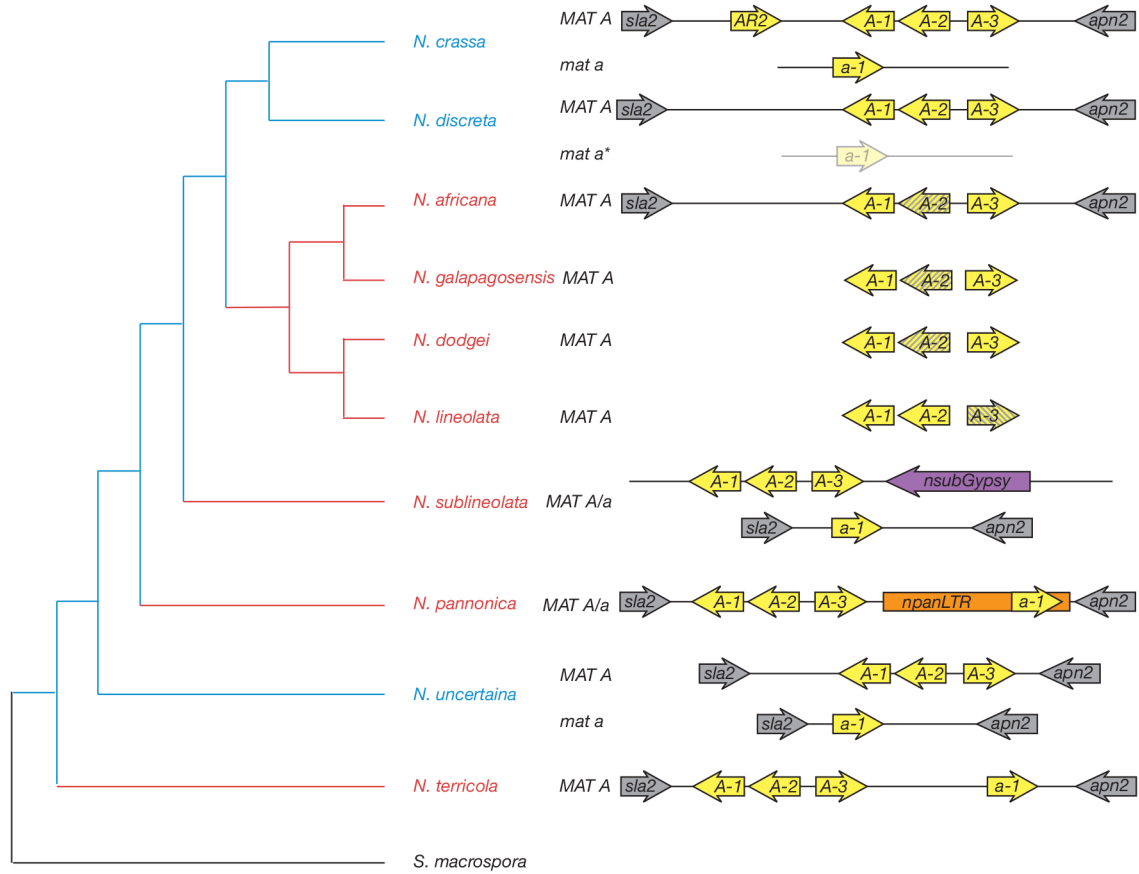 MAT A sla2 AR2 A-1 A-2 A-3 apn2
N. crassa
mat a a-1
N. discreta MAT A sla2 A-1 A-2 A-3 apn2
mat a* a-1
N. africana MAT A sla2 A-1 A-2 A-3 apn2
N. galapagosensis MAT A A-1 A-2 A-3
N. dodgei MAT A A-1 A-2 A-3
N. lineolata MAT A A-1 A-2 A-3
A-1 A-2 A-3 nsubGypsy
N. sublineolata MAT A/a
sla2 a-1 apn2
N. pannonica MAT A/a sla2 A-1 A-2 A-3 npanLTR a-1 apn2
MAT A sla2 A-1 A-2 A-3 apn2
N. uncertaina
mat a sla2 a-1 apn2
N. terricola MAT A sla2 A-1 A-2 A-3 a-1 apn2
S. macrospora